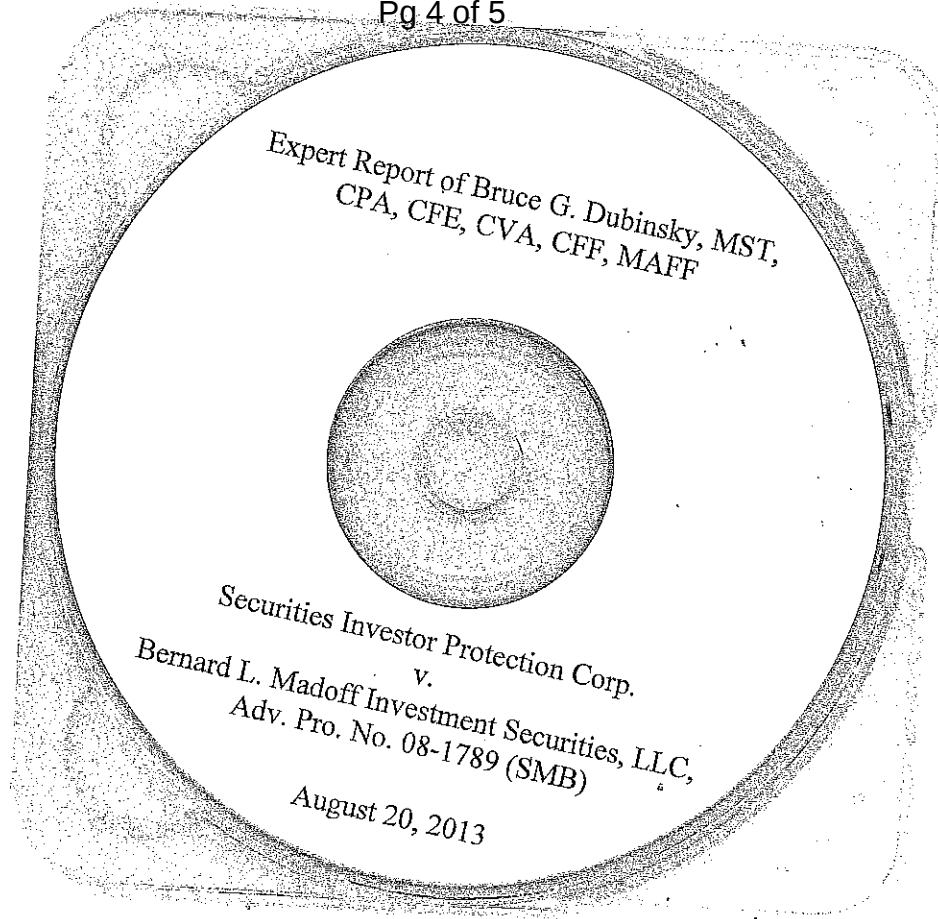 Pg 4 of 5
Expert Report of Bruce G. Dubinsky, MST,
CPA, CFE, CVA, CFF, MAFF
Securities Investor Protection Corp.
v.
Bernard L. Madoff Investment Securities, LLC,
Adv. Pro. No. 08-1789 (SMB)
August 20, 2013